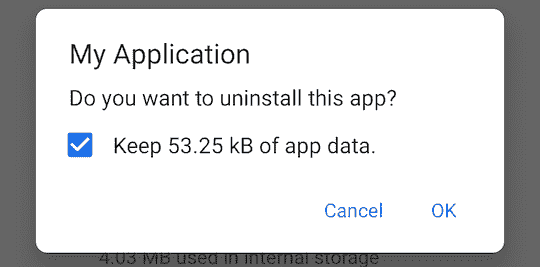 My Application
Do you want to uninstall this app?
Keep 53.25 kB of app data.
Cancel OK
4.03 MB used in internal storage